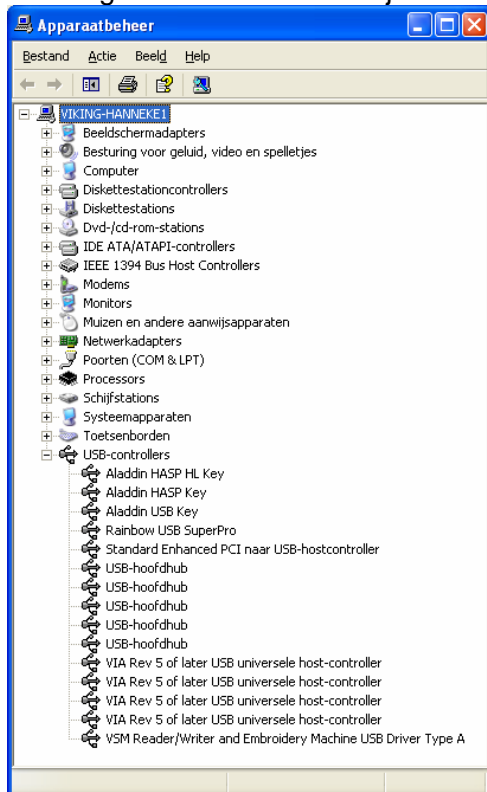 Apparaatbeheer
Bestand Actie Beeld Help
VIKING-HANNEKE1
Beeldschermadapters
Besturing voor geluid, video en spelletjes
Computer
Diskettestationcontrollers
Diskettestations
Dvd-/cd-rom-stations
IDE ATA/ATAPI-controllers
IEEE 1394 Bus Host Controllers
Modems
Monitors
Muizen en andere aanwijsapparaten
Netwerkadapters
Poorten (COM & LPT)
Processors
Schijfstations
Systeemapparaten
Toetsenborden
USB-controllers
Aladdin HASP HL Key
Aladdin HASP Key
Aladdin USB Key
Rainbow USB SuperPro
Standard Enhanced PCI naar USB-hostcontroller
USB-hoofdhub
USB-hoofdhub
USB-hoofdhub
USB-hoofdhub
USB-hoofdhub
VIA Rev 5 of later USB universele host-controller
VIA Rev 5 of later USB universele host-controller
VIA Rev 5 of later USB universele host-controller
VIA Rev 5 of later USB universele host-controller
VSM Reader/Writer and Embroidery Machine USB Driver Type A